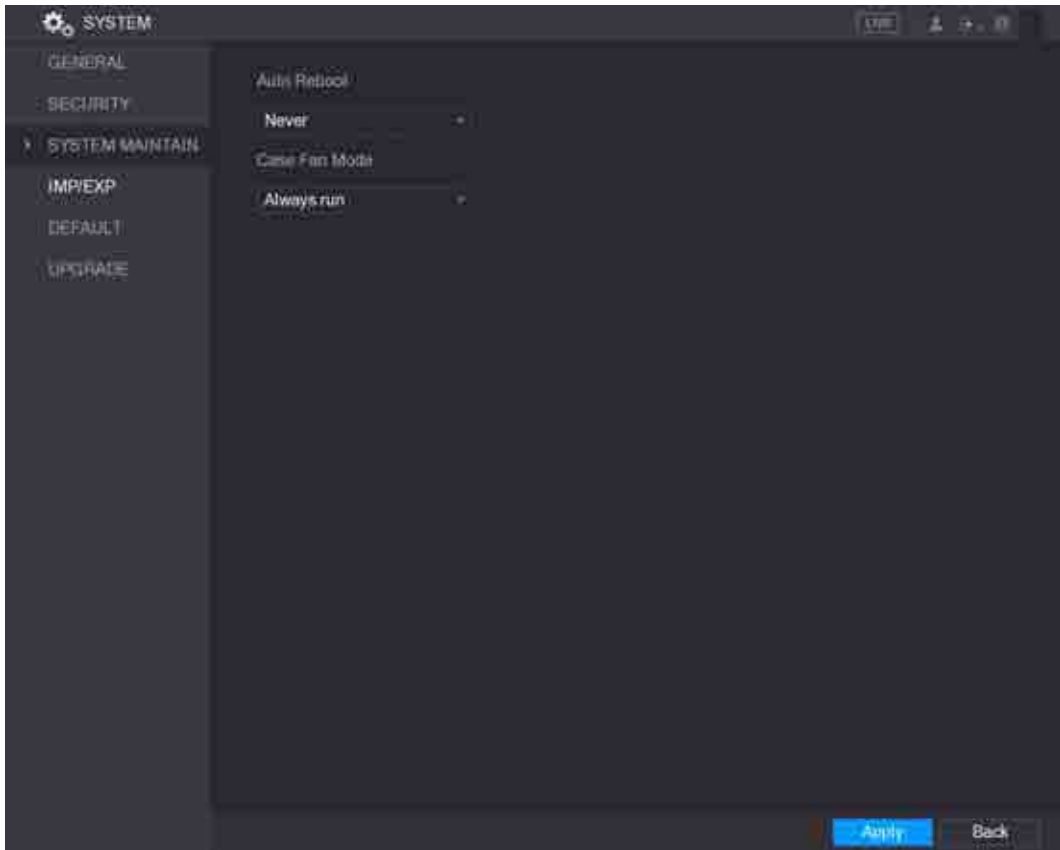 SYSTEM
LIVE
GENERAL
SECURITY
SYSTEM MAINTAIN
IMP/EXP
DEFAULT
UPGRADE
Auto Reboot
Never
Case Fan Mode
Always run
Apply
Back